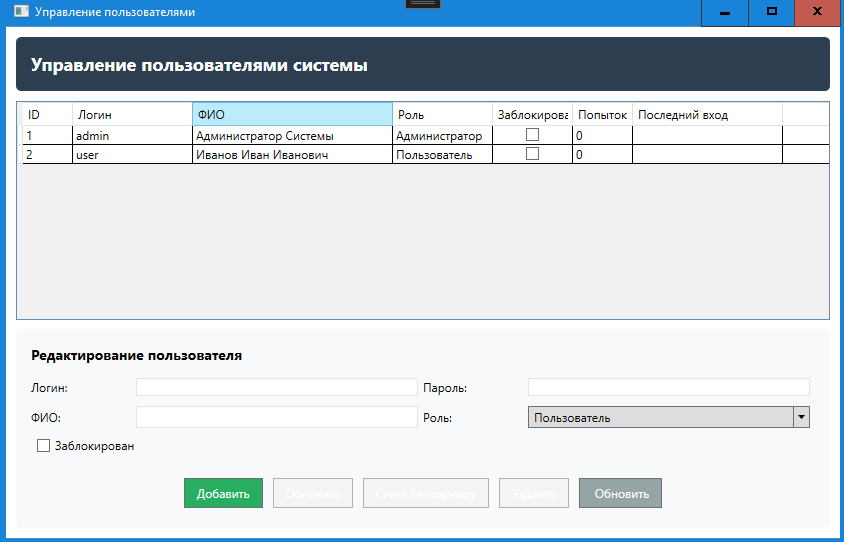 Управление пользователями
Управление пользователями системы
ID Логин ФИО Роль Заблокирова Попыток Последний вход
1 admin Администратор Системы Администратор 0
2 user Иванов Иван Иванович Пользователь 0
Редактирование пользователя
Логин: Пароль:
ФИО: Роль: Пользователь
Заблокирован
Добавить Обновить Снять блокировку Удалить Обновить